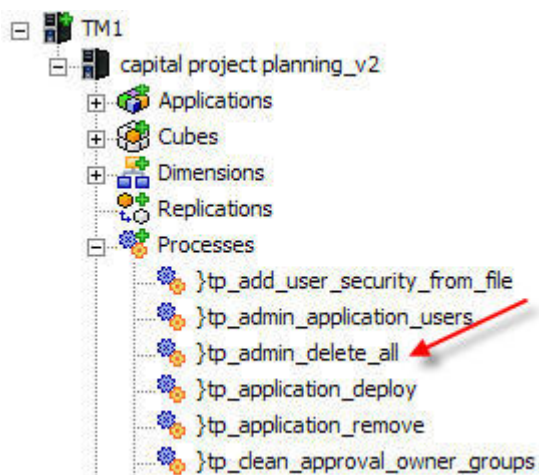 TM1
capital project planning_v2
Applications
Cubes
Dimensions
Replications
Processes
}tp_add_user_security_from_file
}tp_admin_application_users
}tp_admin_delete_all
}tp_application_deploy
}tp_application_remove
}tp_clean_approval_owner_groups